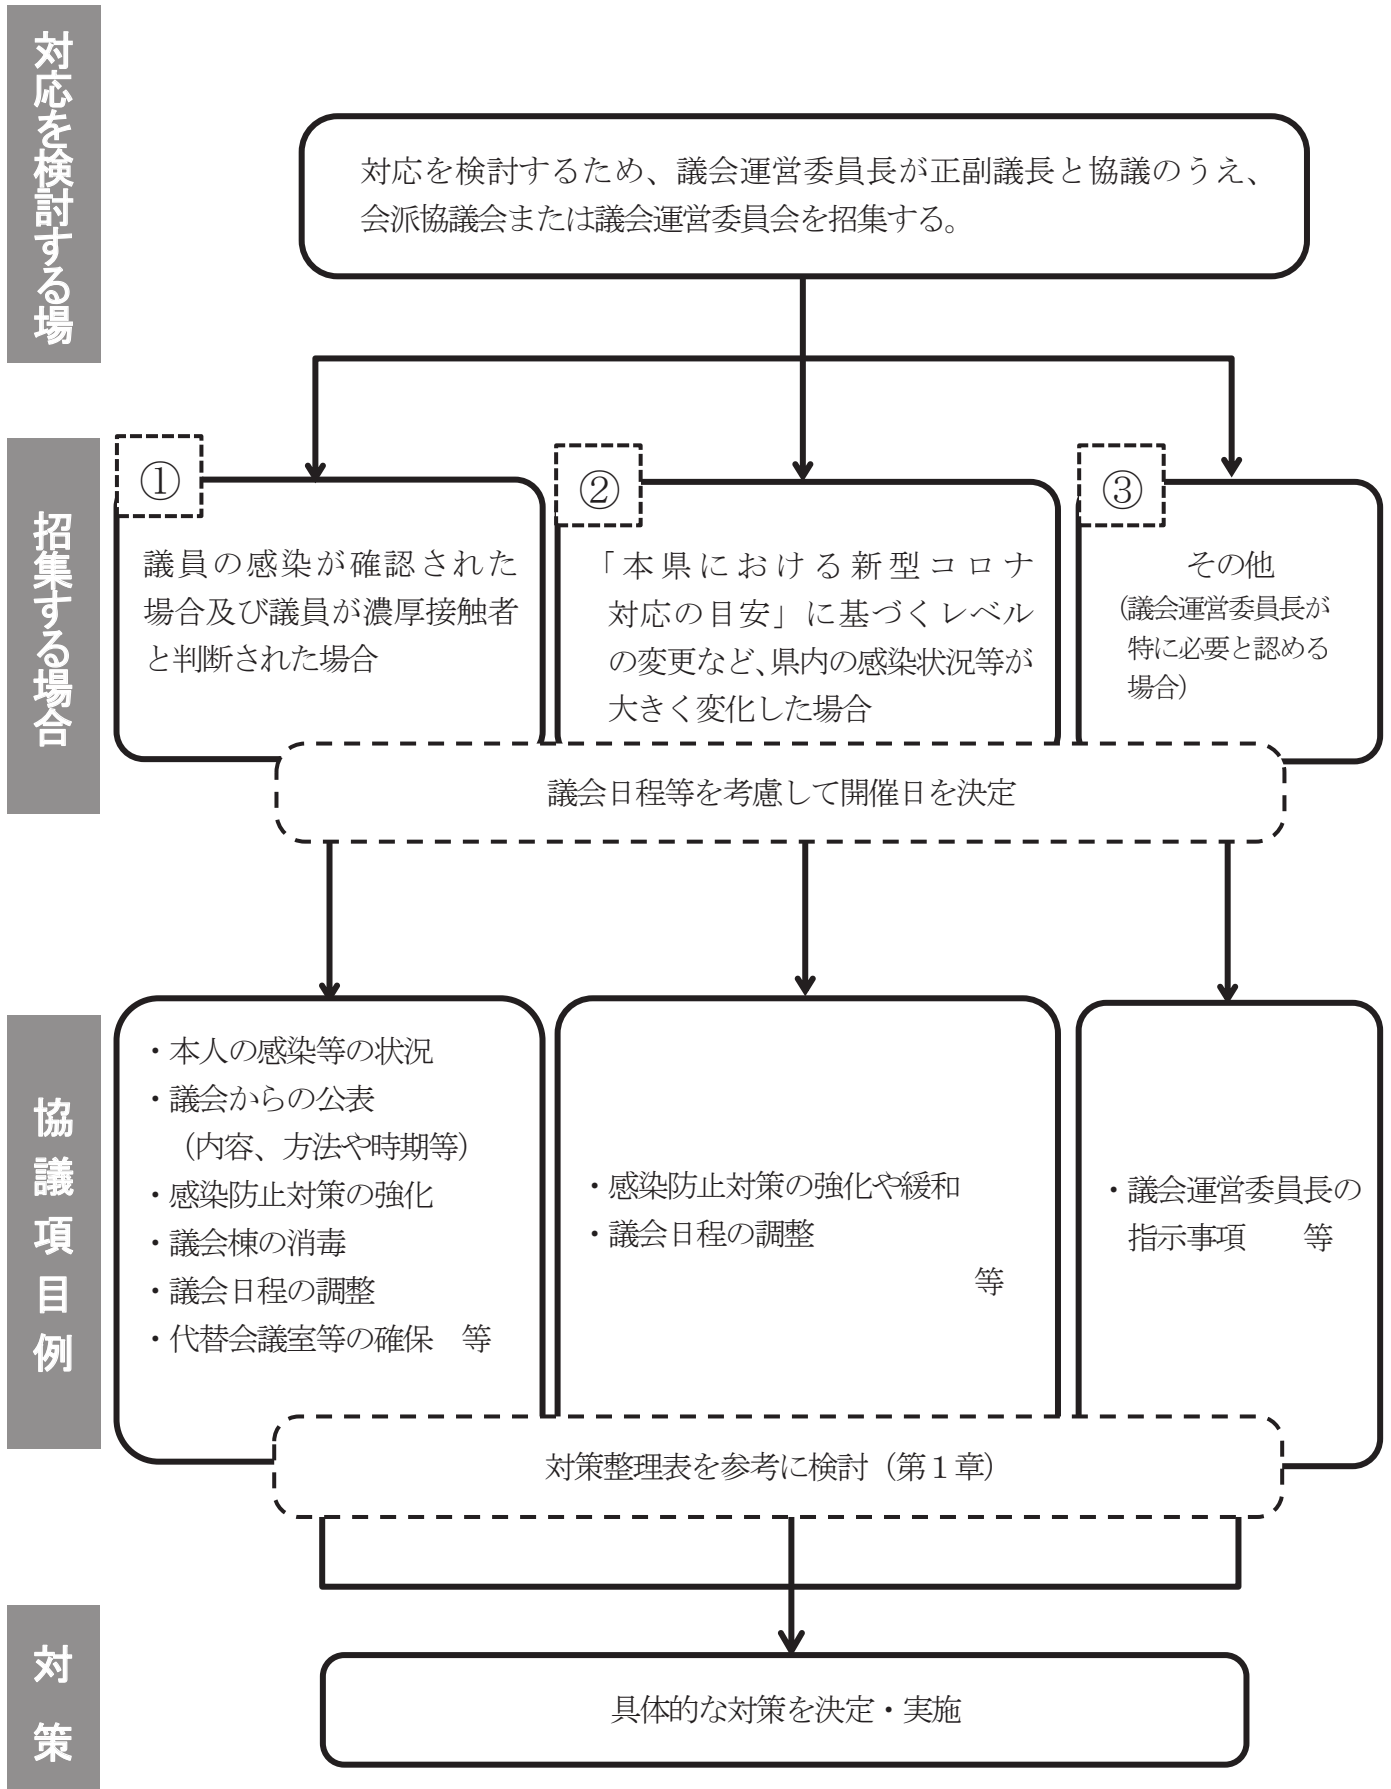 対応を検討する場
対応を検討するため、議会運営委員長が正副議長と協議のうえ、
会派協議会または議会運営委員会を招集する。
招集する場合
①
議員の感染が確認された
場合及び議員が濃厚接触者
と判断された場合
②
「本県における新型コロナ
対応の目安」に基づくレベル
の変更など、県内の感染状況等が
大きく変化した場合
③
その他
（議会運営委員長が
特に必要と認める
場合）
議会日程等を考慮して開催日を決定
協議項目例
・本人の感染等の状況
・議会からの公表
（内容、方法や時期等）
・感染防止対策の強化
・議会棟の消毒
・議会日程の調整
・代替会議室等の確保　等
・感染防止対策の強化や緩和
・議会日程の調整
等
・議会運営委員長の
指示事項　　等
対策整理表を参考に検討（第１章）
対策
具体的な対策を決定・実施